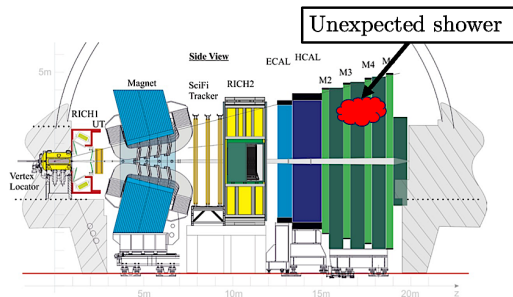 Unexpected shower
Side View
ECAL
HCAL
M4
M3
M2
Magnet
SciFi
Tracker
RICH2
RICH1
UT
Vertex
Locator
5m
5m
10m
15m
20m
z